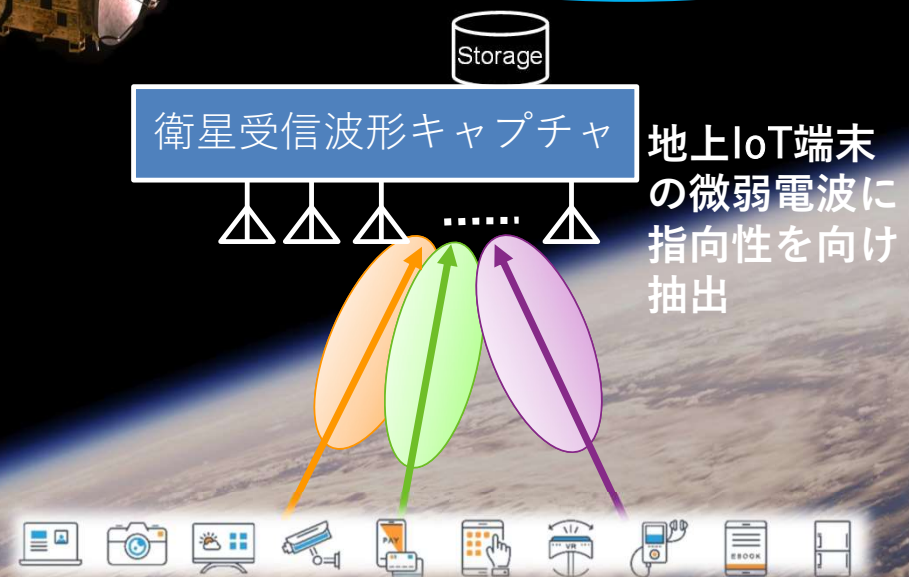 Storage
衛星受信波形キャプチャ
地上IoT端末
の微弱電波に
指向性を向け
抽出
PAY
VR
EBOOK